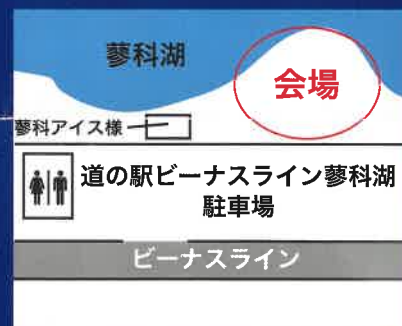 蓼科湖
会場
蓼科アイス様
道の駅ビーナスライン蓼科湖
駐車場
ビーナスライン